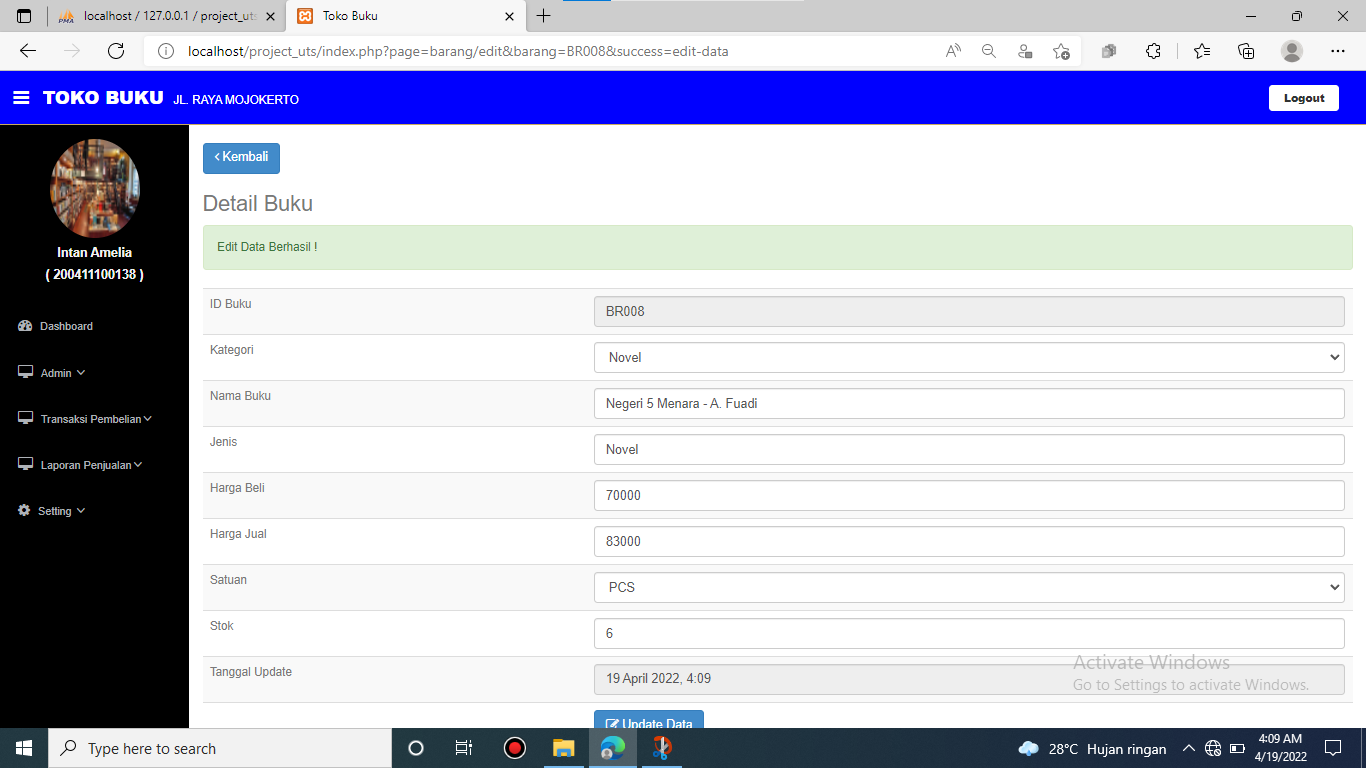 localhost / 127.0.0.1 / project_uts
Toko Buku
localhost/project_uts/index.php?page=barang/edit&barang=BR008&success=edit-data
TOKO BUKU JL. RAYA MOJOKERTO
Logout
Intan Amelia
( 200411100138 )
Dashboard
Admin
Transaksi Pembelian
Laporan Penjualan
Setting
Kembali
Detail Buku
Edit Data Berhasil !
ID Buku
BR008
Kategori
Novel
Nama Buku
Negeri 5 Menara - A. Fuadi
Jenis
Novel
Harga Beli
70000
Harga Jual
83000
Satuan
PCS
Stok
6
Tanggal Update
19 April 2022, 4:09
Update Data
Activate Windows
Go to Settings to activate Windows.
Type here to search
28°C Hujan ringan
4:09 AM
4/19/2022